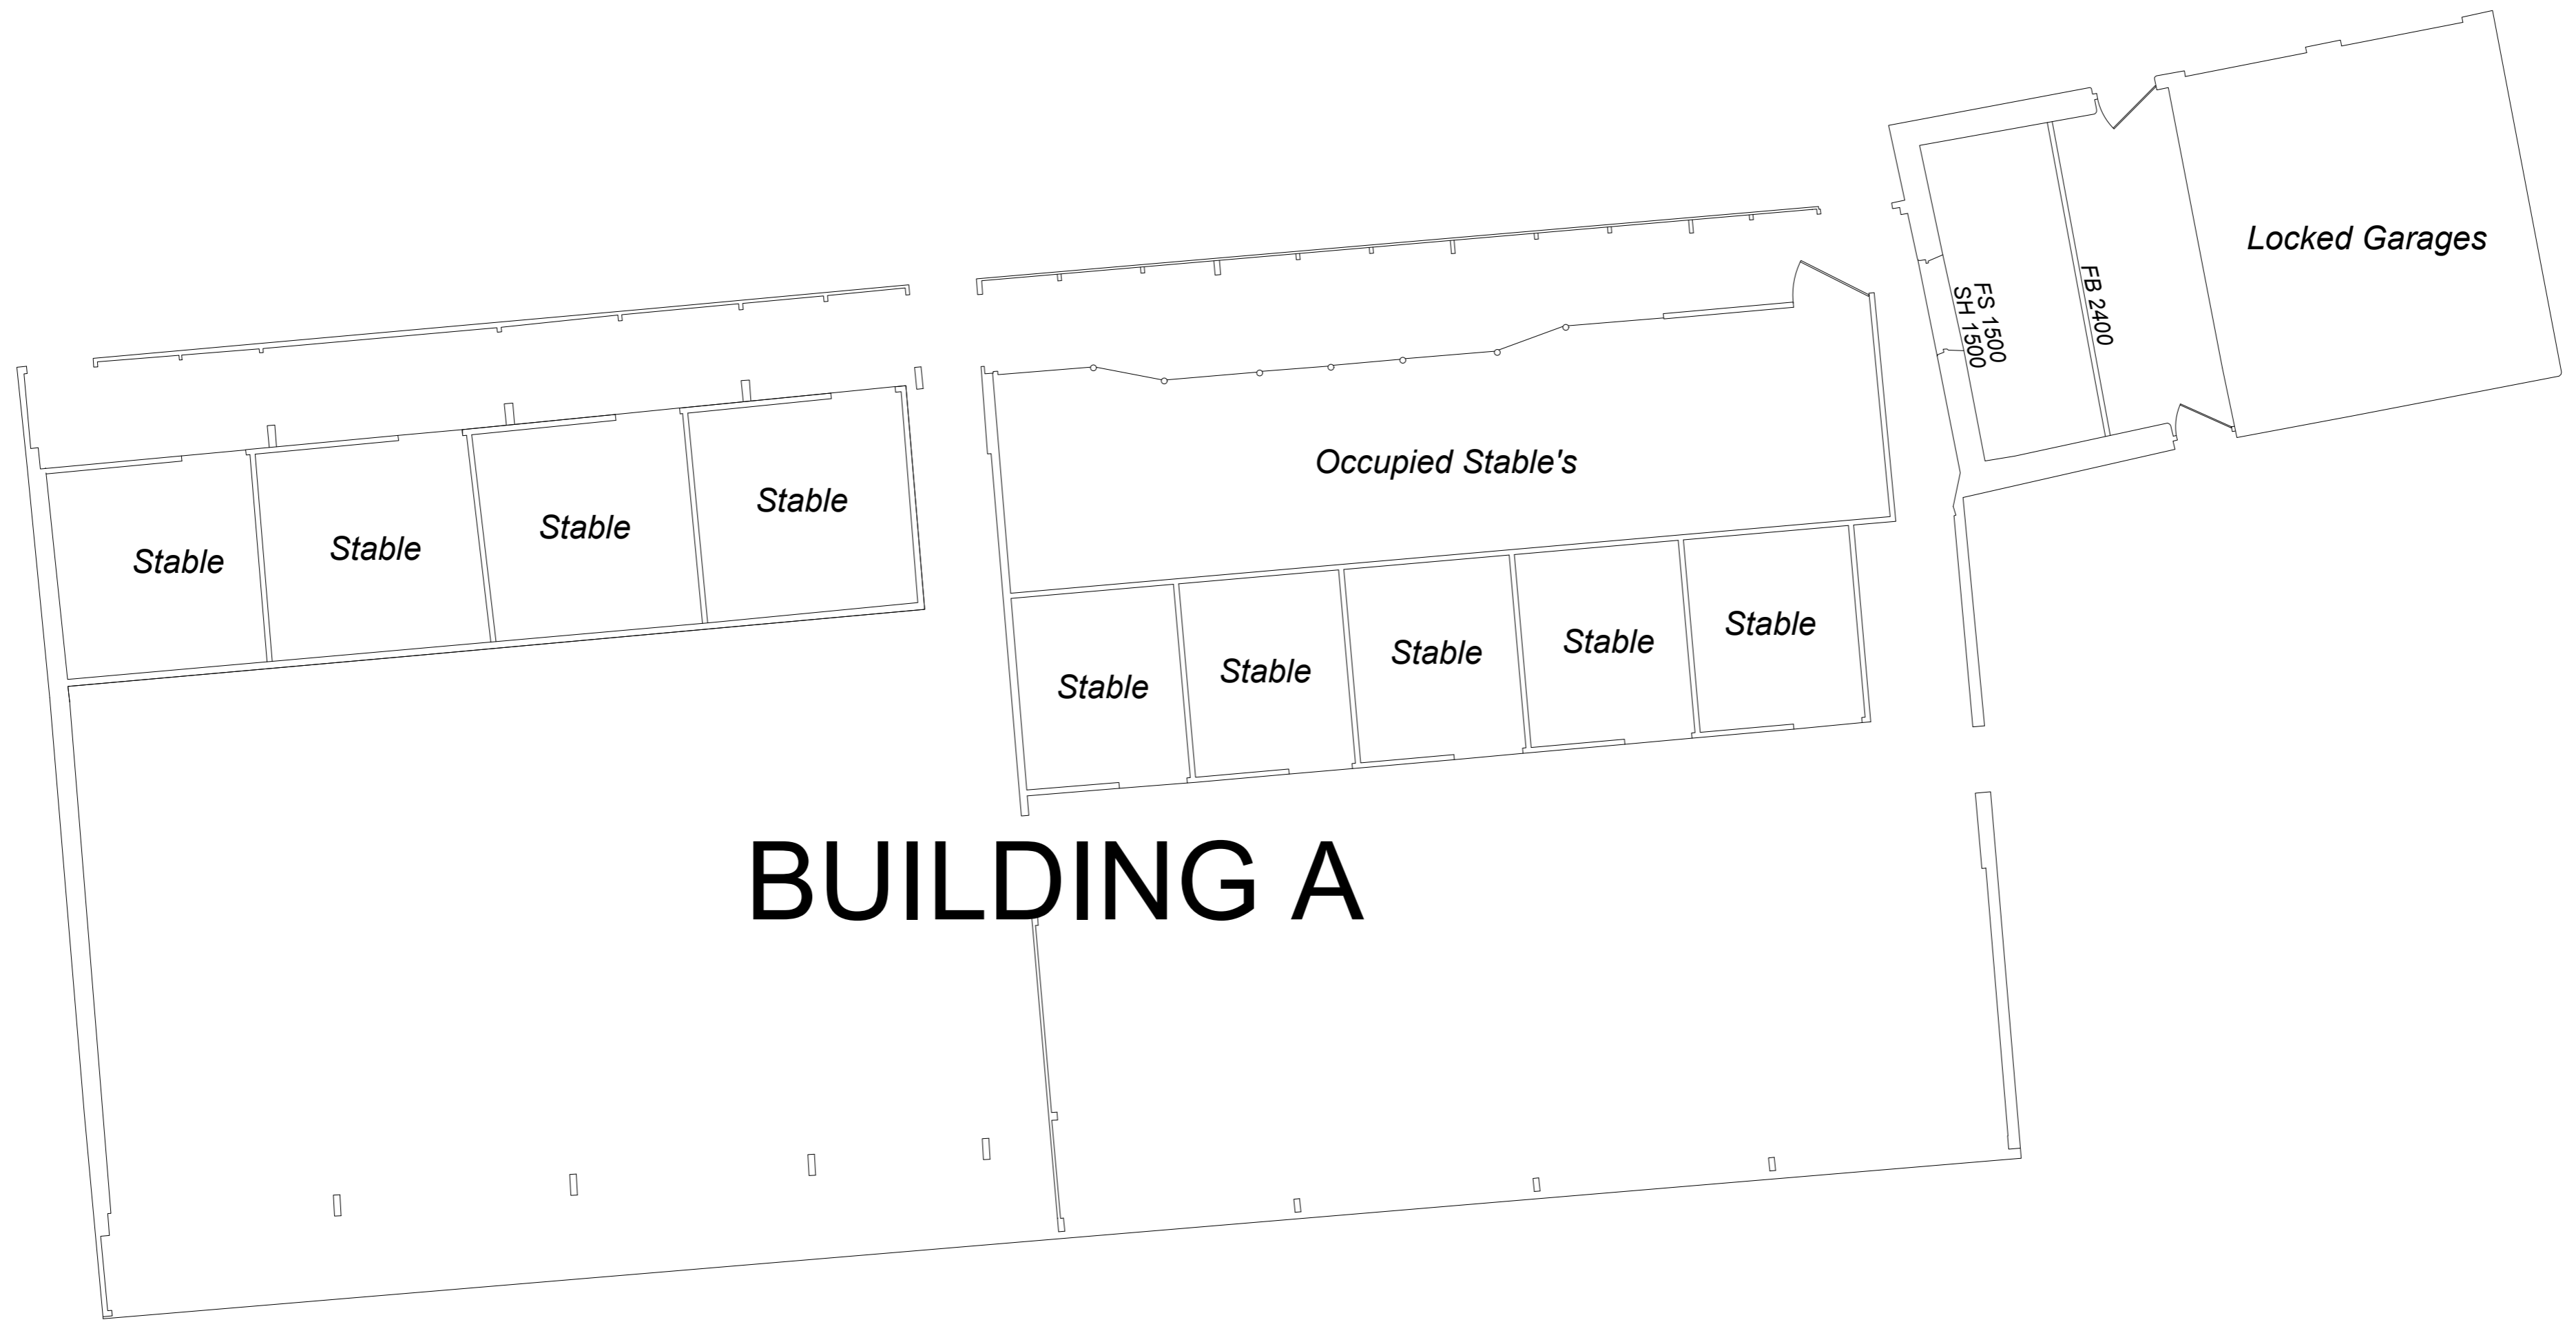 Locked Garages
FB 2400
FS 1500
SH 1500
Occupied Stable's
Stable
Stable
Stable
Stable
Stable
Stable
Stable
Stable
Stable
BUILDING A